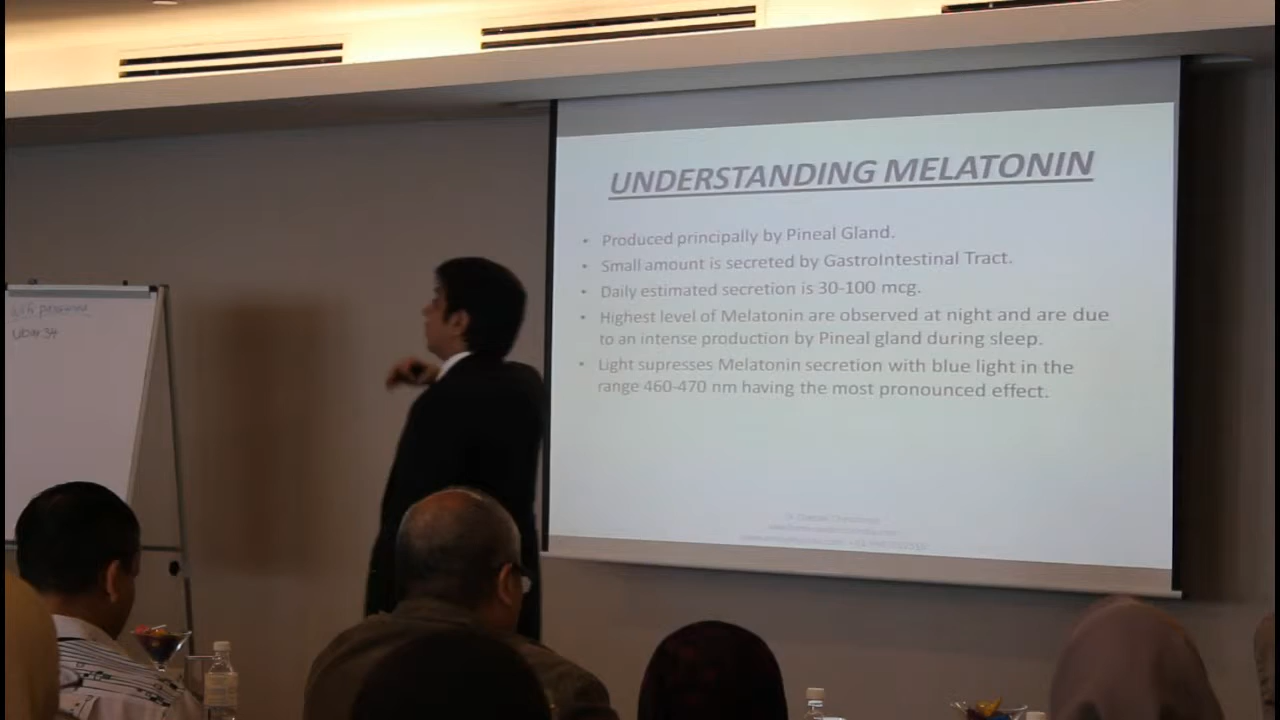 UNDERSTANDING MELATONIN
• Produced principally by Pineal Gland.
• Small amount is secreted by GastroIntestinal Tract.
• Daily estimated secretion is 30-100 mcg.
• Highest level of Melatonin are observed at night and are due
to an intense production by Pineal gland during sleep.
• Light supresses Melatonin secretion with blue light in the
range 460-470 nm having the most pronounced effect.